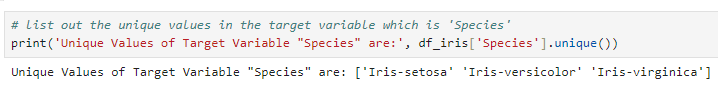 # list out the unique values in the target variable which is 'Species'
print('Unique Values of Target Variable "Species" are:', df_iris['Species'].unique())
Unique Values of Target Variable "Species" are: ['Iris-setosa' 'Iris-versicolor' 'Iris-virginica']